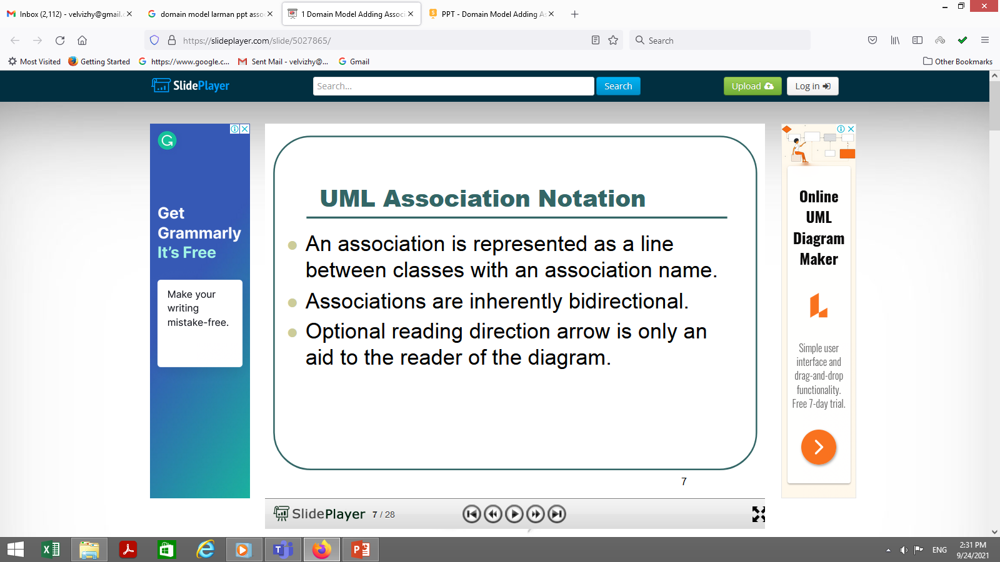 Inbox (2,112) - velvizhy@gmail.c
domain model larman ppt asso
1 Domain Model Adding Associ
PPT - Domain Model Adding As
https://slideplayer.com/slide/5027865/
Search
Most Visited
Getting Started
https://www.google.c...
Sent Mail - velvizhy@...
Gmail
Other Bookmarks
SlidePlayer
Search...
Search
Upload
Log in
Get
Grammarly
It's Free
Make your
writing
mistake-free.
UML Association Notation
An association is represented as a line
between classes with an association name.
Associations are inherently bidirectional.
Optional reading direction arrow is only an
aid to the reader of the diagram.
7
Online
UML
Diagram
Maker
Simple user
interface and
drag-and-drop
functionality.
Free 7-day trial.
SlidePlayer
7 / 28
ENG
2:31 PM
9/24/2021